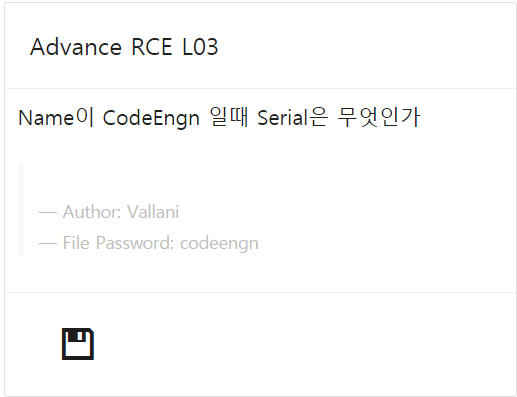 Advance RCE L03
Name이 CodeEngn 일때 Serial은 무엇인가
— Author: Vallani
— File Password: codeengn